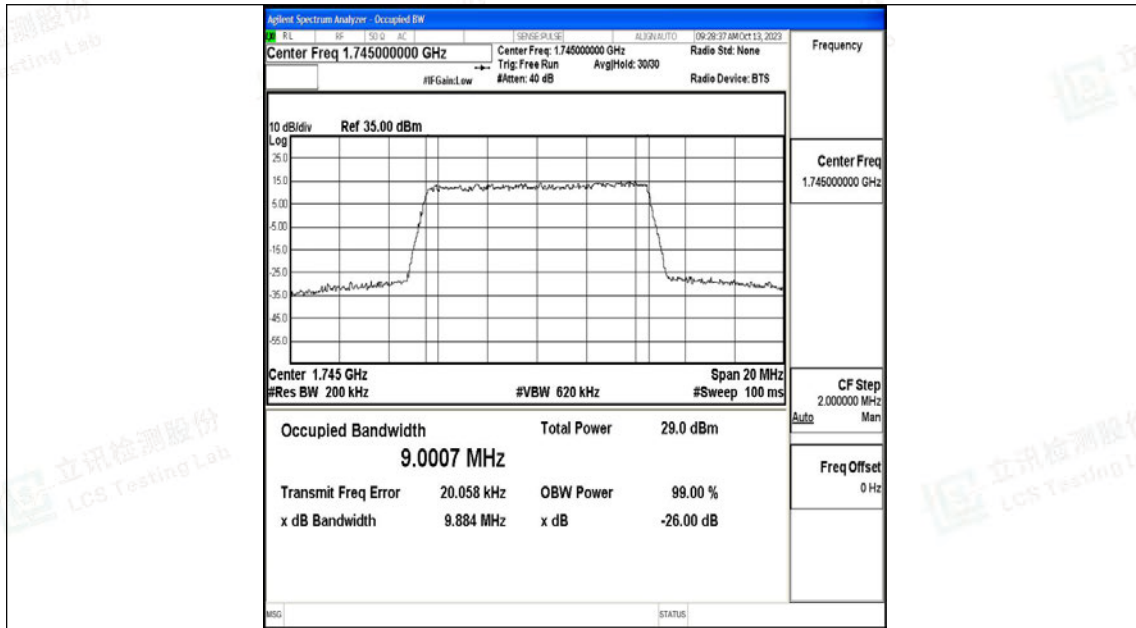 Agilent Spectrum Analyzer - Occupied BW
RL RF 50 Ω AC SENSE:PULSE ALIGNAUTO 09:28:37 AM Oct 13, 2023
Center Freq 1.745000000 GHz
Center Freq: 1.745000000 GHz
Radio Std: None
Trig: Free Run Avg|Hold: 30/30
#IFGain:Low
#Atten: 40 dB
Radio Device: BTS
10 dB/div Ref 35.00 dBm
Log
25.0
15.0
5.00
-5.00
-15.0
-25.0
-35.0
-45.0
-55.0
Center 1.745 GHz Span 20 MHz
#Res BW 200 kHz #VBW 620 kHz #Sweep 100 ms
Occupied Bandwidth Total Power 29.0 dBm
9.0007 MHz
Transmit Freq Error 20.058 kHz OBW Power 99.00 %
x dB Bandwidth 9.884 MHz x dB -26.00 dB
MSG STATUS
Frequency
Center Freq
1.745000000 GHz
CF Step
2.000000 MHz
Auto Man
Freq Offset
0 Hz
立讯检测股份
LCS Testing Lab